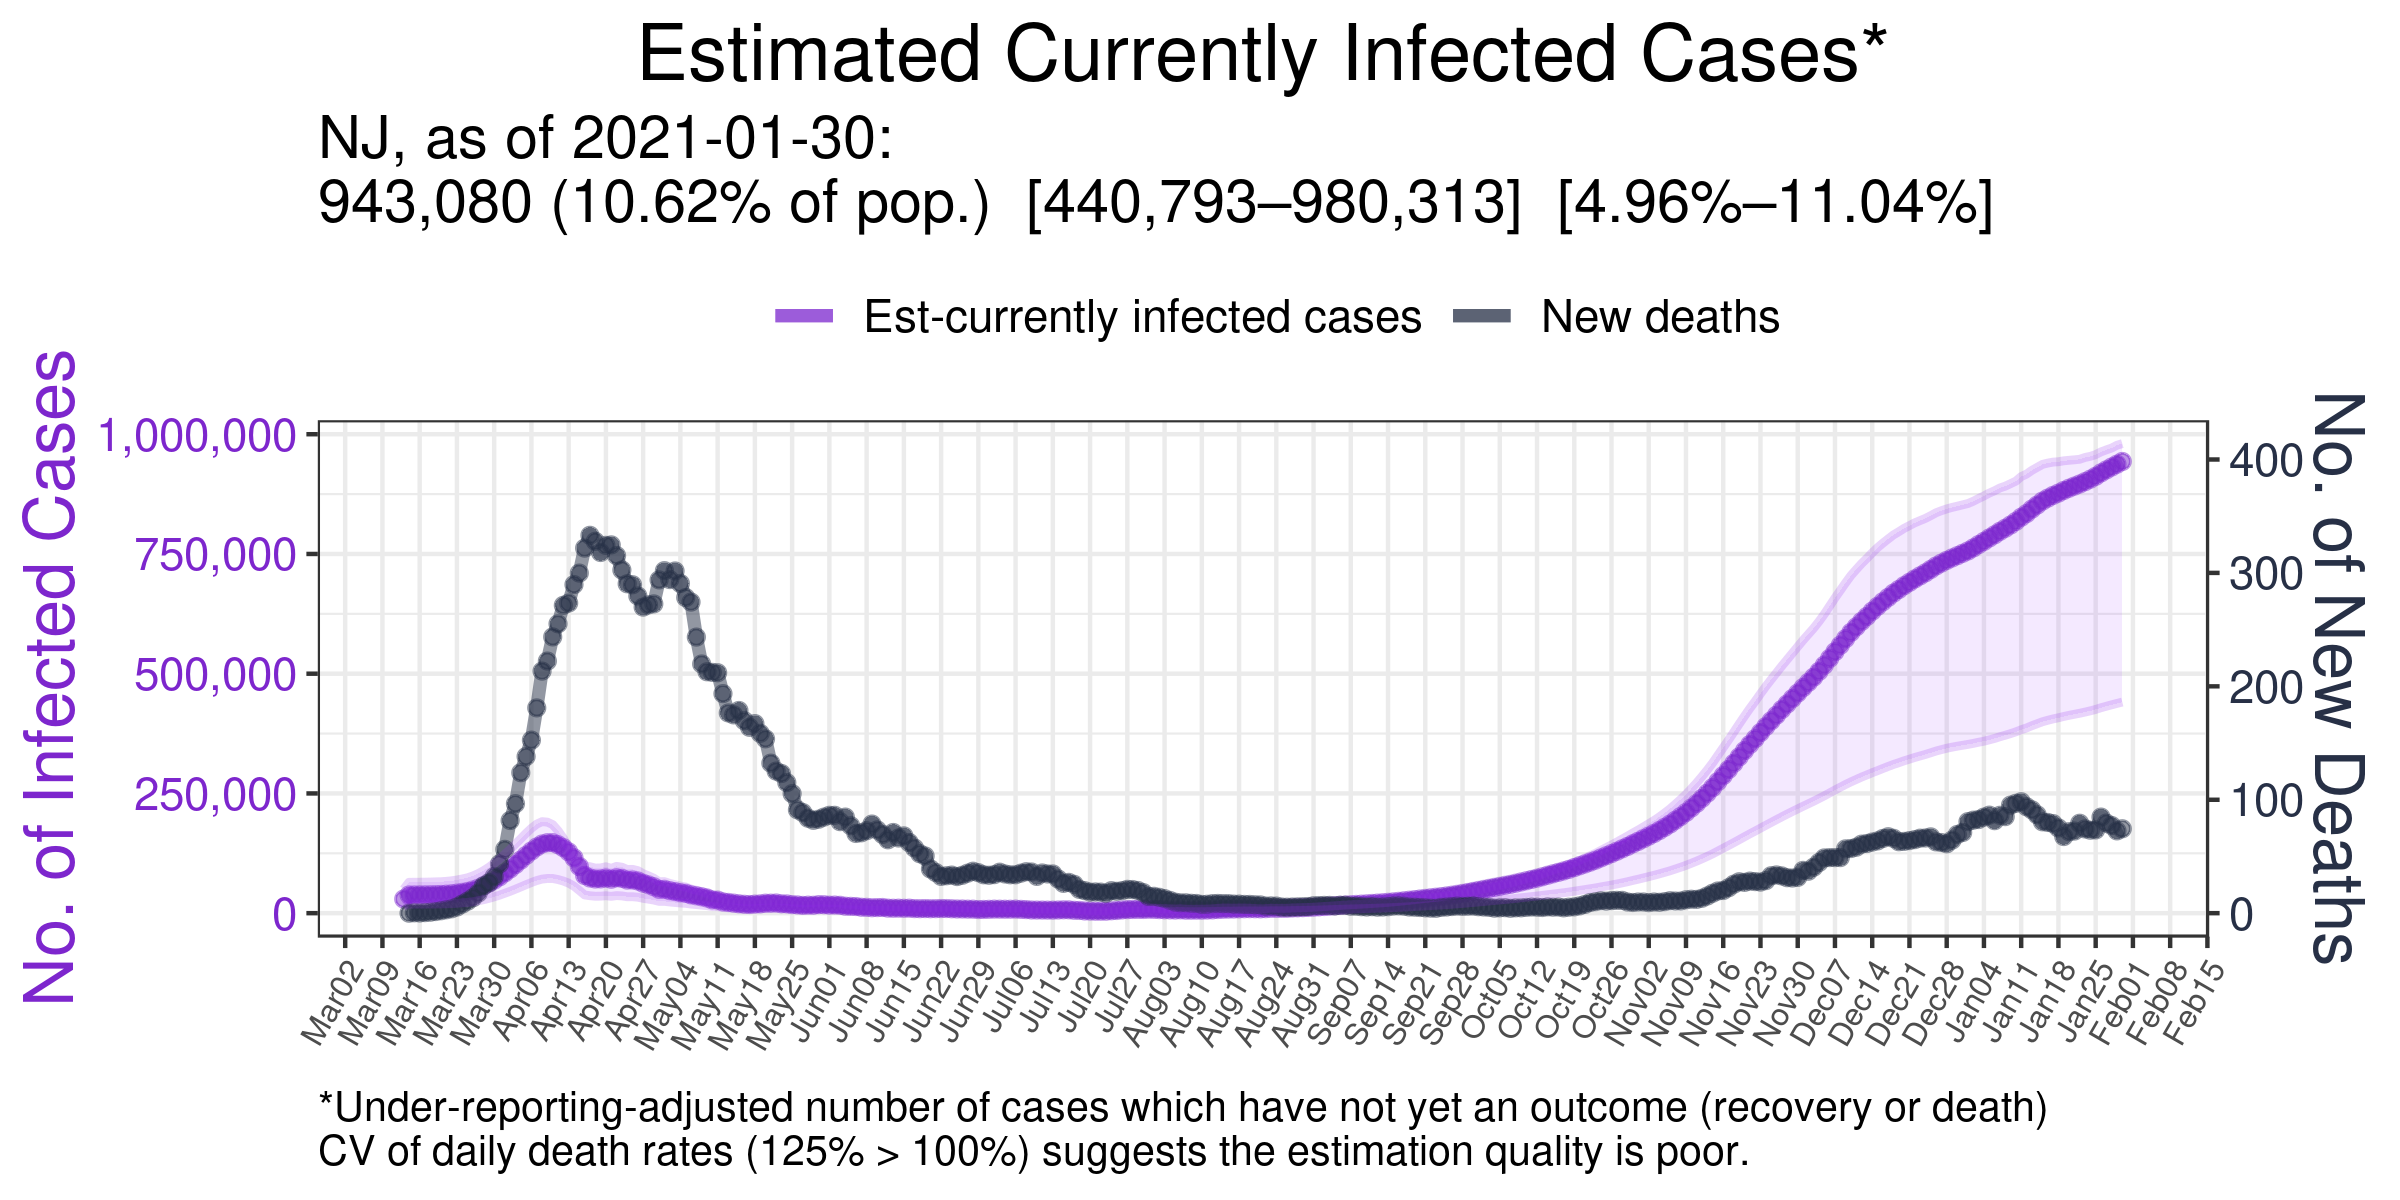 Estimated Currently Infected Cases*
NJ, as of 2021-01-30:
943,080 (10.62% of pop.) [440,793–980,313] [4.96%–11.04%]
Est-currently infected cases
New deaths
No. of Infected Cases
1,000,000
750,000
500,000
250,000
0
No. of New Deaths
400
300
200
100
0
Mar02
Mar09
Mar16
Mar23
Mar30
Apr06
Apr13
Apr20
Apr27
May04
May11
May18
May25
Jun01
Jun08
Jun15
Jun22
Jun29
Jul06
Jul13
Jul20
Jul27
Aug03
Aug10
Aug17
Aug24
Aug31
Sep07
Sep14
Sep21
Sep28
Oct05
Oct12
Oct19
Oct26
Nov02
Nov09
Nov16
Nov23
Nov30
Dec07
Dec14
Dec21
Dec28
Jan04
Jan11
Jan18
Jan25
Feb01
Feb08
Feb15
*Under-reporting-adjusted number of cases which have not yet an outcome (recovery or death)
CV of daily death rates (125% > 100%) suggests the estimation quality is poor.